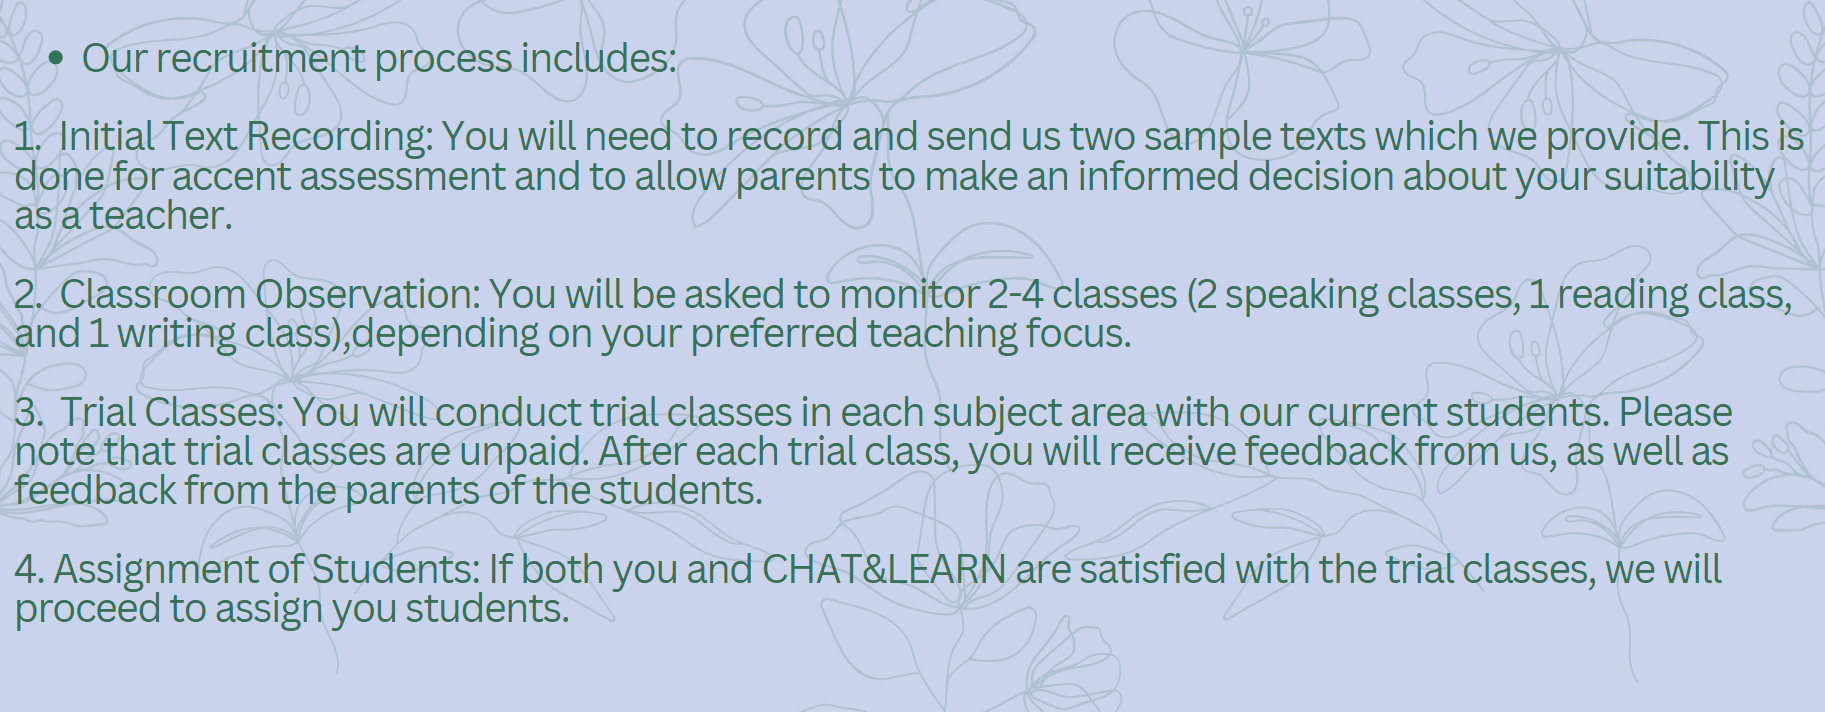 • Our recruitment process includes:
1. Initial Text Recording: You will need to record and send us two sample texts which we provide. This is
done for accent assessment and to allow parents to make an informed decision about your suitability
as a teacher.
2. Classroom Observation: You will be asked to monitor 2-4 classes (2 speaking classes, 1 reading class,
and 1 writing class),depending on your preferred teaching focus.
3. Trial Classes: You will conduct trial classes in each subject area with our current students. Please
note that trial classes are unpaid. After each trial class, you will receive feedback from us, as well as
feedback from the parents of the students.
4. Assignment of Students: If both you and CHAT&LEARN are satisfied with the trial classes, we will
proceed to assign you students.